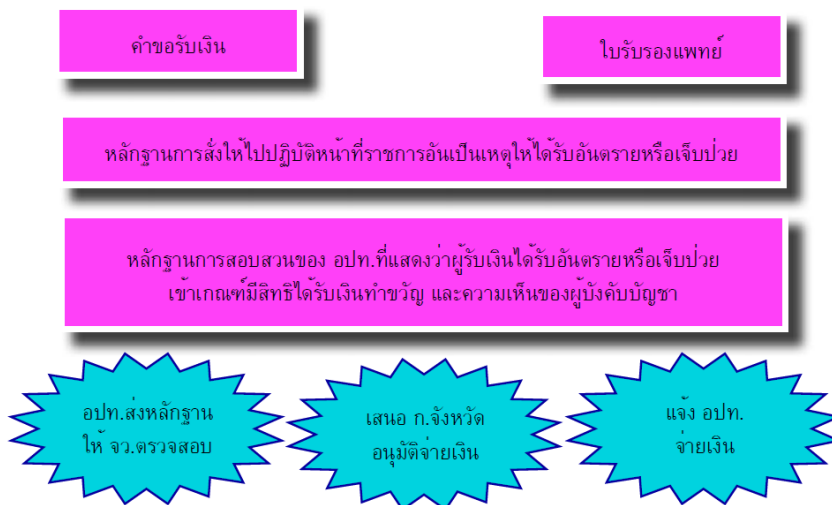 คำขอรับเงิน
ใบรับรองแพทย์
หลักฐานการสั่งให้ไปปฏิบัติหน้าที่ราชการอันเป็นเหตุให้ได้รับอันตรายหรือเจ็บป่วย
หลักฐานการสอบสวนของ อปท.ที่แสดงว่าผู้รับเงินได้รับอันตรายหรือเจ็บป่วย
เข้าเกณฑ์มีสิทธิได้รับเงินทำขวัญ และความเห็นของผู้บังคับบัญชา
อปท.ส่งหลักฐาน
ให้ จว.ตรวจสอบ
เสนอ ก.จังหวัด
อนุมัติจ่ายเงิน
แจ้ง อปท.
จ่ายเงิน